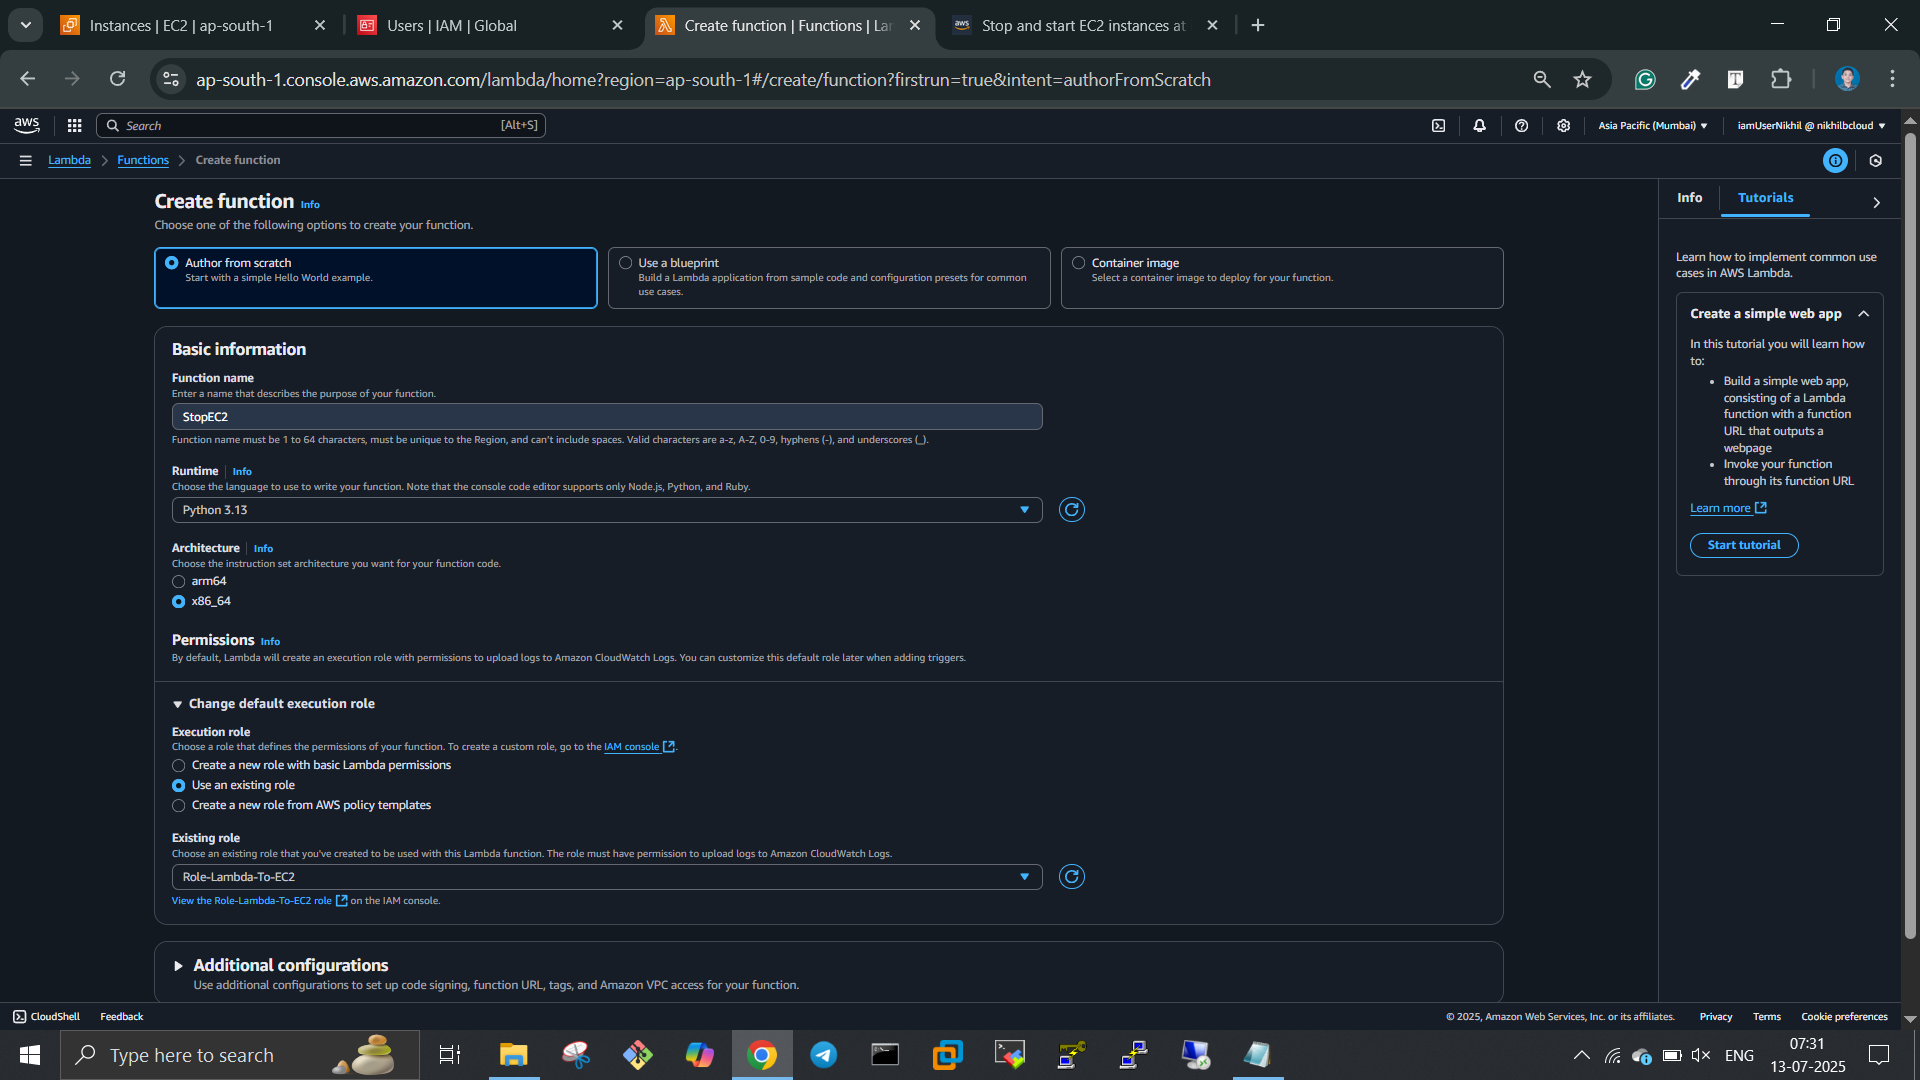 Instances | EC2 | ap-south-1
Users | IAM | Global
Create function | Functions | La
Stop and start EC2 instances at
ap-south-1.console.aws.amazon.com/lambda/home?region=ap-south-1#/create/function?firstrun=true&intent=authorFromScratch
aws
Search
[Alt+S]
Asia Pacific (Mumbai)
iamUserNikhil @ nikhilbcloud
Lambda
Functions
Create function
Create function Info
Choose one of the following options to create your function.
Author from scratch
Start with a simple Hello World example.
Use a blueprint
Build a Lambda application from sample code and configuration presets for common
use cases.
Container image
Select a container image to deploy for your function.
Basic information
Function name
Enter a name that describes the purpose of your function.
StopEC2
Function name must be 1 to 64 characters, must be unique to the Region, and can't include spaces. Valid characters are a-z, A-Z, 0-9, hyphens (-), and underscores (_).
Runtime Info
Choose the language to use to write your function. Note that the console code editor supports only Node.js, Python, and Ruby.
Python 3.13
Architecture Info
Choose the instruction set architecture you want for your function code.
arm64
x86_64
Permissions Info
By default, Lambda will create an execution role with permissions to upload logs to Amazon CloudWatch Logs. You can customize this default role later when adding triggers.
Change default execution role
Execution role
Choose a role that defines the permissions of your function. To create a custom role, go to the IAM console.
Create a new role with basic Lambda permissions
Use an existing role
Create a new role from AWS policy templates
Existing role
Choose an existing role that you've created to be used with this Lambda function. The role must have permission to upload logs to Amazon CloudWatch Logs.
Role-Lambda-To-EC2
View the Role-Lambda-To-EC2 role on the IAM console.
Additional configurations
Use additional configurations to set up code signing, function URL, tags, and Amazon VPC access for your function.
Info
Tutorials
Learn how to implement common use
cases in AWS Lambda.
Create a simple web app
In this tutorial you will learn how
to:
• Build a simple web app,
consisting of a Lambda
function with a function
URL that outputs a
webpage
• Invoke your function
through its function URL
Learn more
Start tutorial
CloudShell
Feedback
© 2025, Amazon Web Services, Inc. or its affiliates.
Privacy
Terms
Cookie preferences
Type here to search
ENG
07:31
13-07-2025